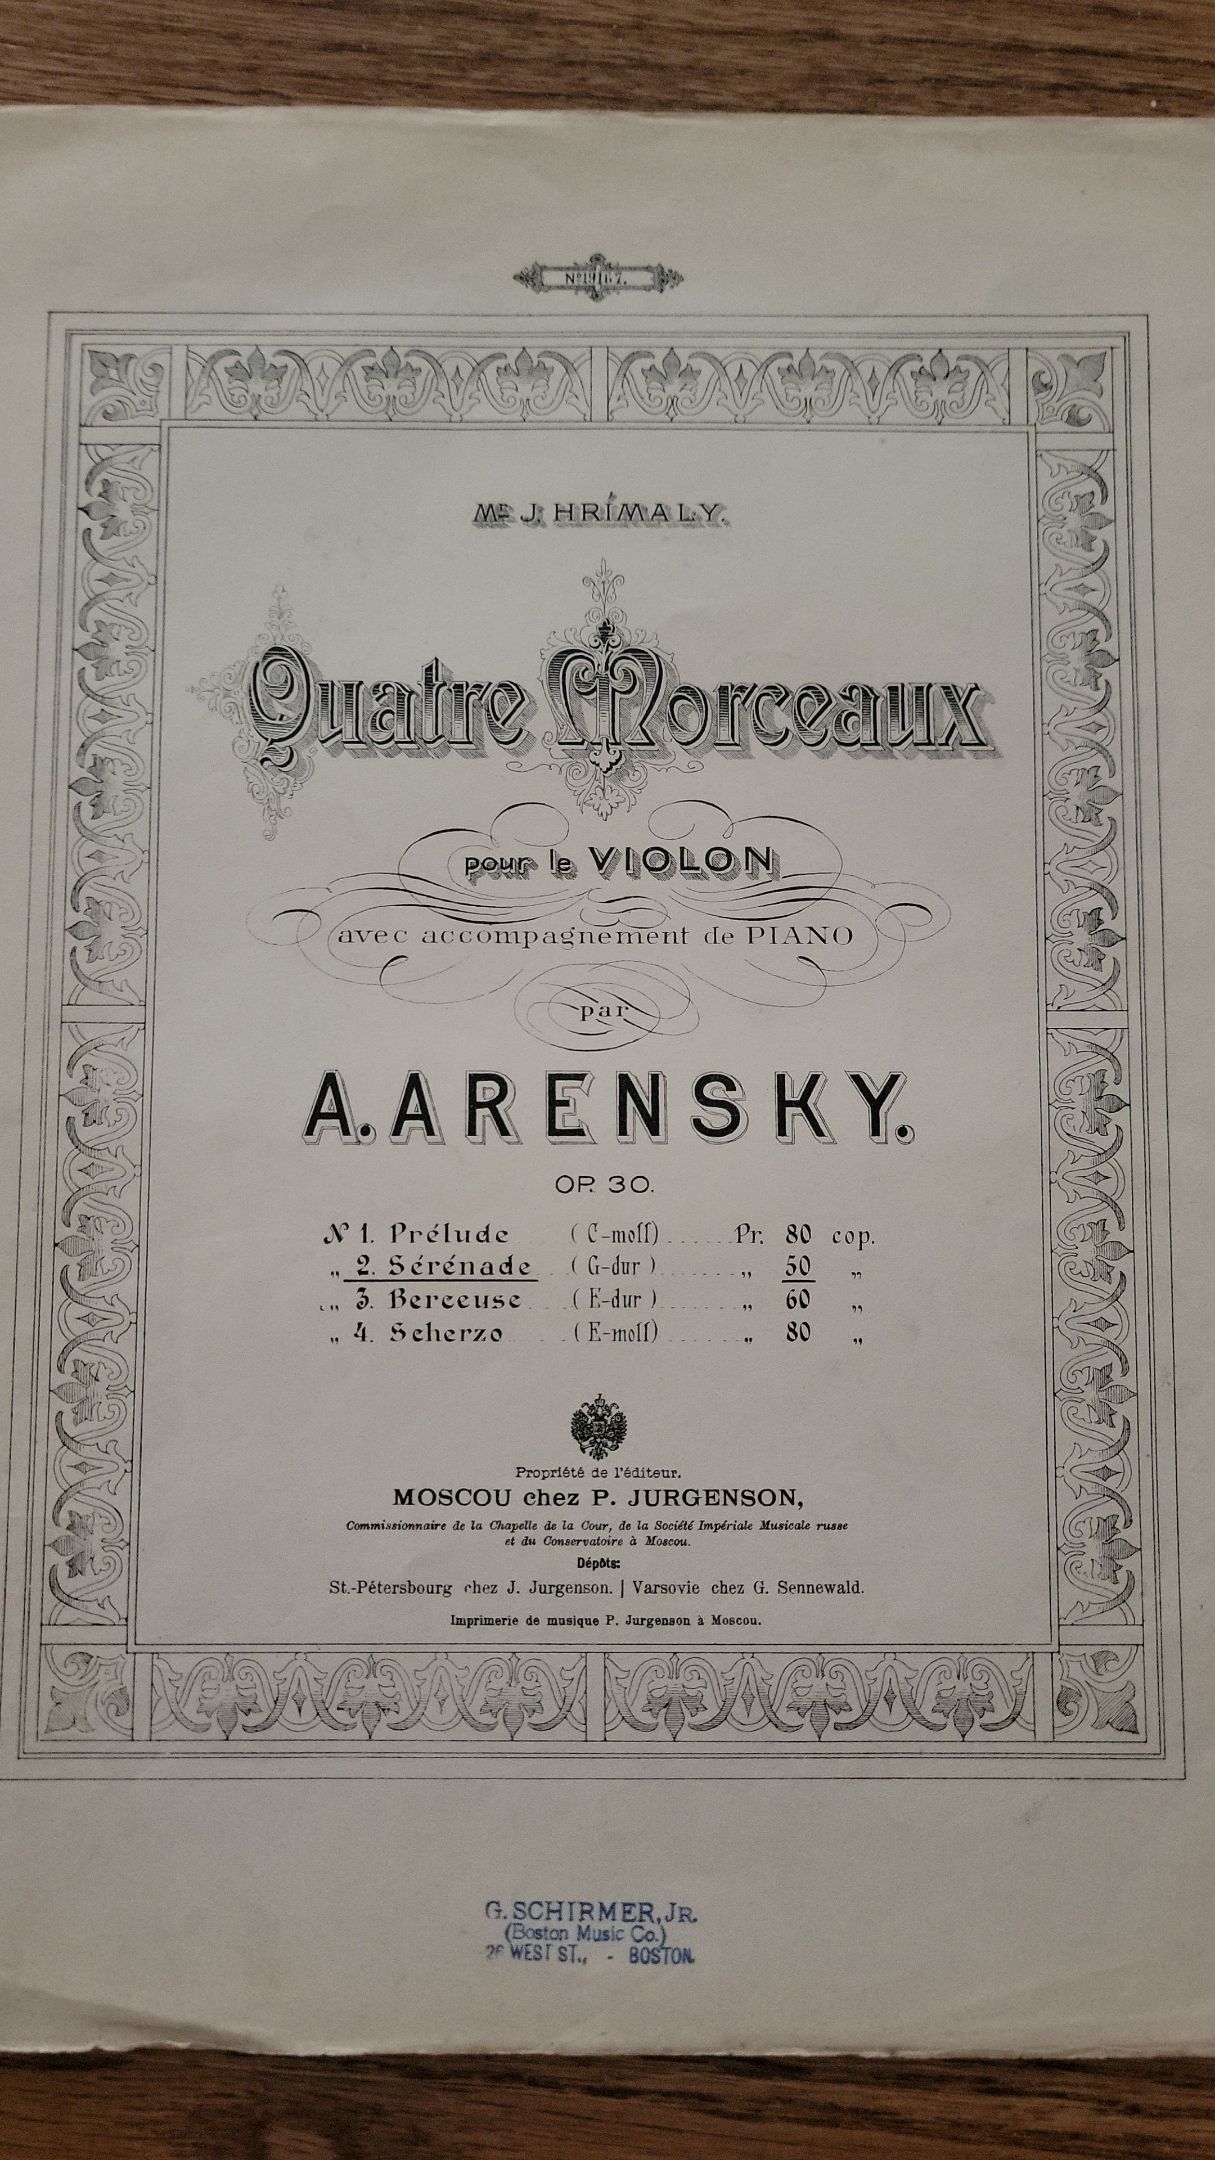 Mr J. HRÍMALY.
Quatre Morceaux
pour le VIOLON
avec accompagnement de PIANO
par
A. ARENSKY.
OP. 30.
№ 1. Prélude (C-moll) Pr. 80 cop.
„ 2. Sérénade (G-dur) „ 50 „
„ 3. Berceuse (E-dur) „ 60 „
„ 4. Scherzo (E-moll) „ 80 „
Propriété de l'éditeur.
MOSCOU chez P. JURGENSON,
Commissionnaire de la Chapelle de la Cour, de la Société Impériale Musicale russe
et du Conservatoire à Moscou.
Dépôts:
St.-Pétersbourg chez J. Jurgenson. | Varsovie chez G. Sennewald.
Imprimerie de musique P. Jurgenson à Moscou.
G. SCHIRMER, JR.
(Boston Music Co.)
26 WEST ST., - BOSTON.